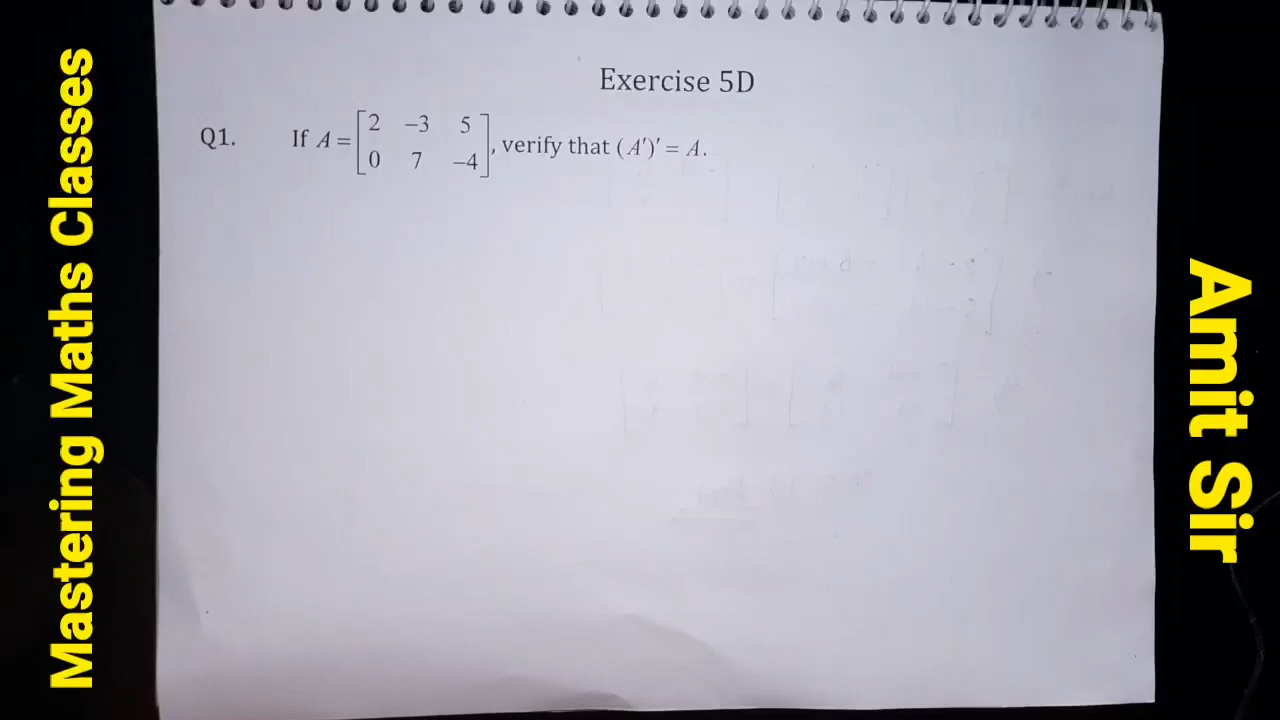 Mastering Maths Classes
Exercise 5D
Q1. If A = [2 −3 5
0 7 −4], verify that (A′)′ = A.
Amit Sir